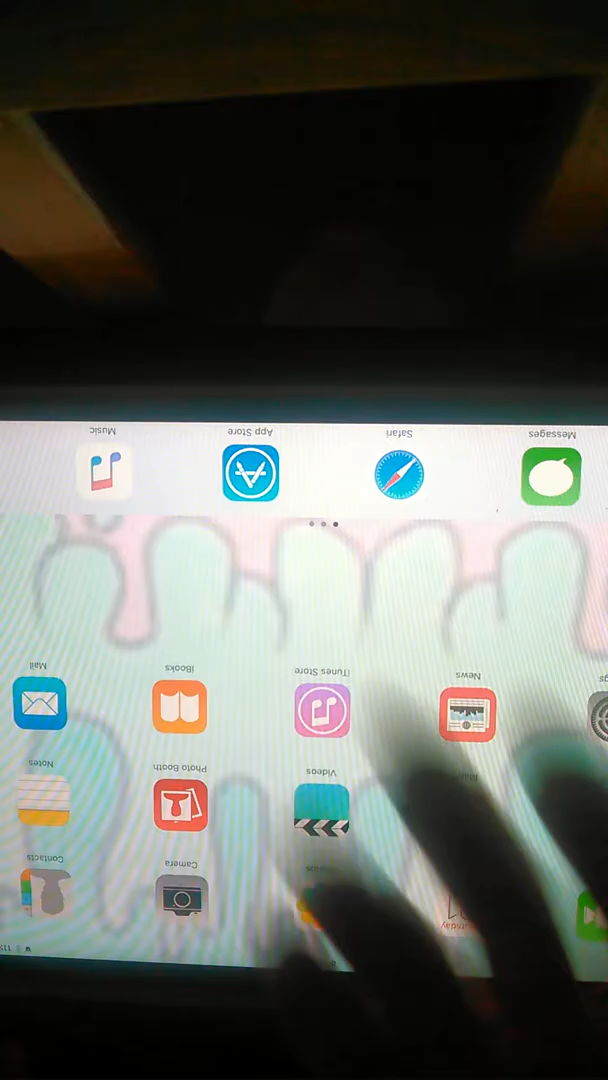 Camera
Contacts
Videos
Photo Booth
Notes
News
iTunes Store
iBooks
Mail
Messages
Safari
App Store
Music